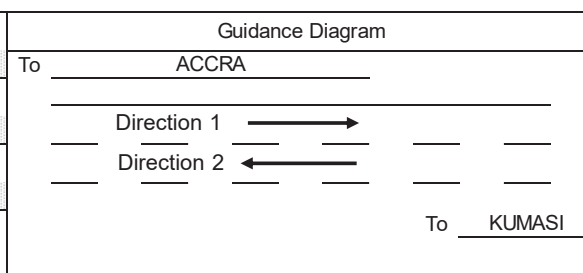 Guidance Diagram
To ACCRA
Direction 1
Direction 2
To KUMASI